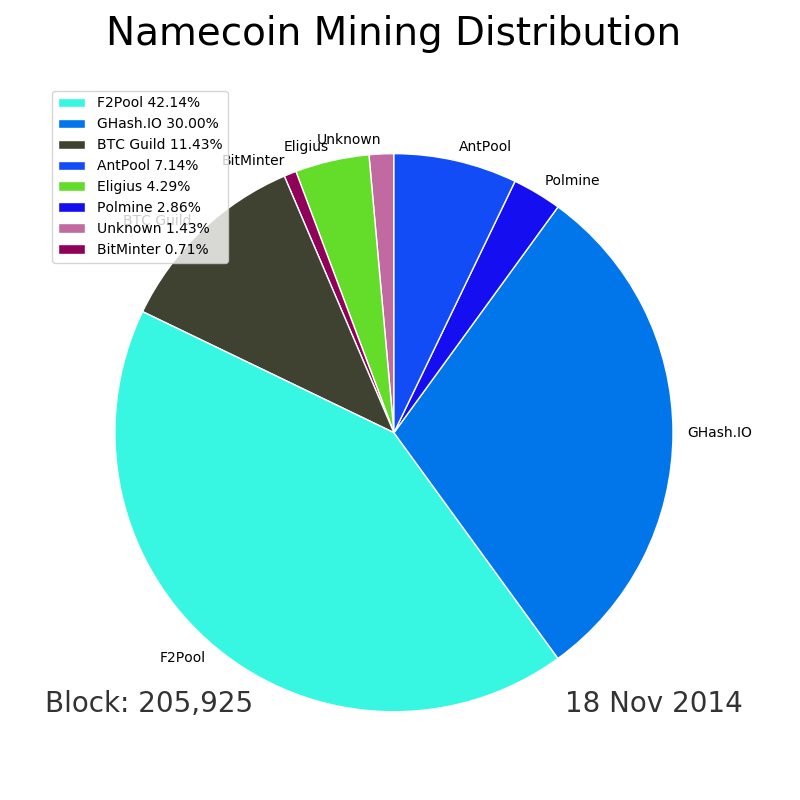 Namecoin Mining Distribution
F2Pool 42.14%
GHash.IO 30.00%
BTC Guild 11.43%
AntPool 7.14%
Eligius 4.29%
Polmine 2.86%
Unknown 1.43%
BitMinter 0.71%
Unknown
Eligius
BitMinter
AntPool
Polmine
BTC Guild
GHash.IO
F2Pool
Block: 205,925
18 Nov 2014